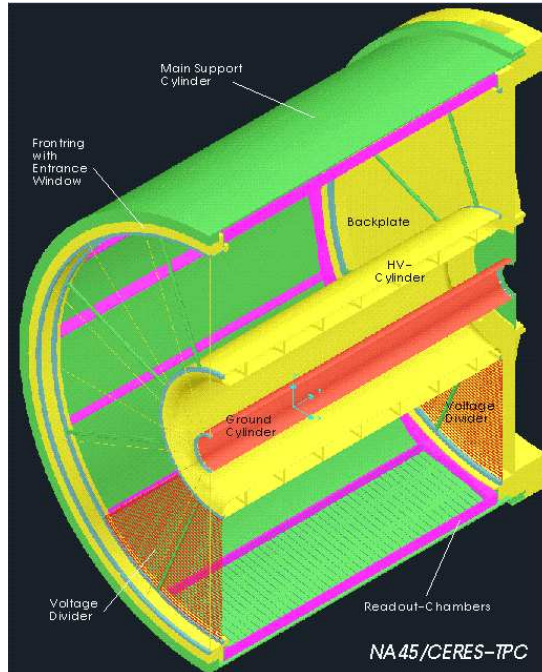 Main Support
Cylinder
Frontring
with
Entrance
Window
Backplate
HV-
Cylinder
Ground
Cylinder
Voltage
Divider
Voltage
Divider
Readout-Chambers
NA45/CERES-TPC